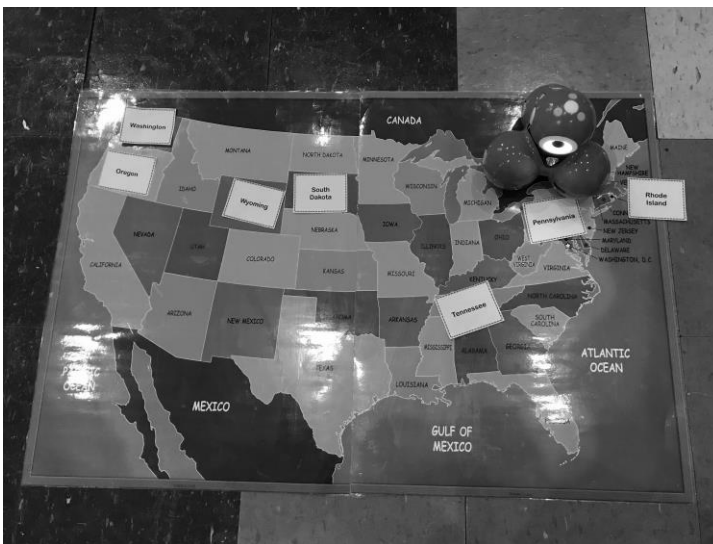 CANADA
Washington
MONTANA
NORTH DAKOTA
MINNESOTA
MAINE
NEW
HAMPSHIRE
Oregon
IDAHO
Wyoming
South
Dakota
WISCONSIN
MICHIGAN
Rhode
Island
Pennsylvania
MASSACHUSETTS
NEW JERSEY
MARYLAND
DELAWARE
WASHINGTON, D.C
NEVADA
UTAH
NEBRASKA
IOWA
ILLINOIS
INDIANA
OHIO
WEST
VIRGINIA
VIRGINIA
CALIFORNIA
COLORADO
KANSAS
MISSOURI
KENTUCKY
Tennessee
NORTH CAROLINA
ARIZONA
NEW MEXICO
ARKANSAS
SOUTH
CAROLINA
MISSISSIPPI
ALABAMA
GEORGIA
TEXAS
LOUISIANA
ATLANTIC
OCEAN
OCEAN
MEXICO
GULF OF
MEXICO